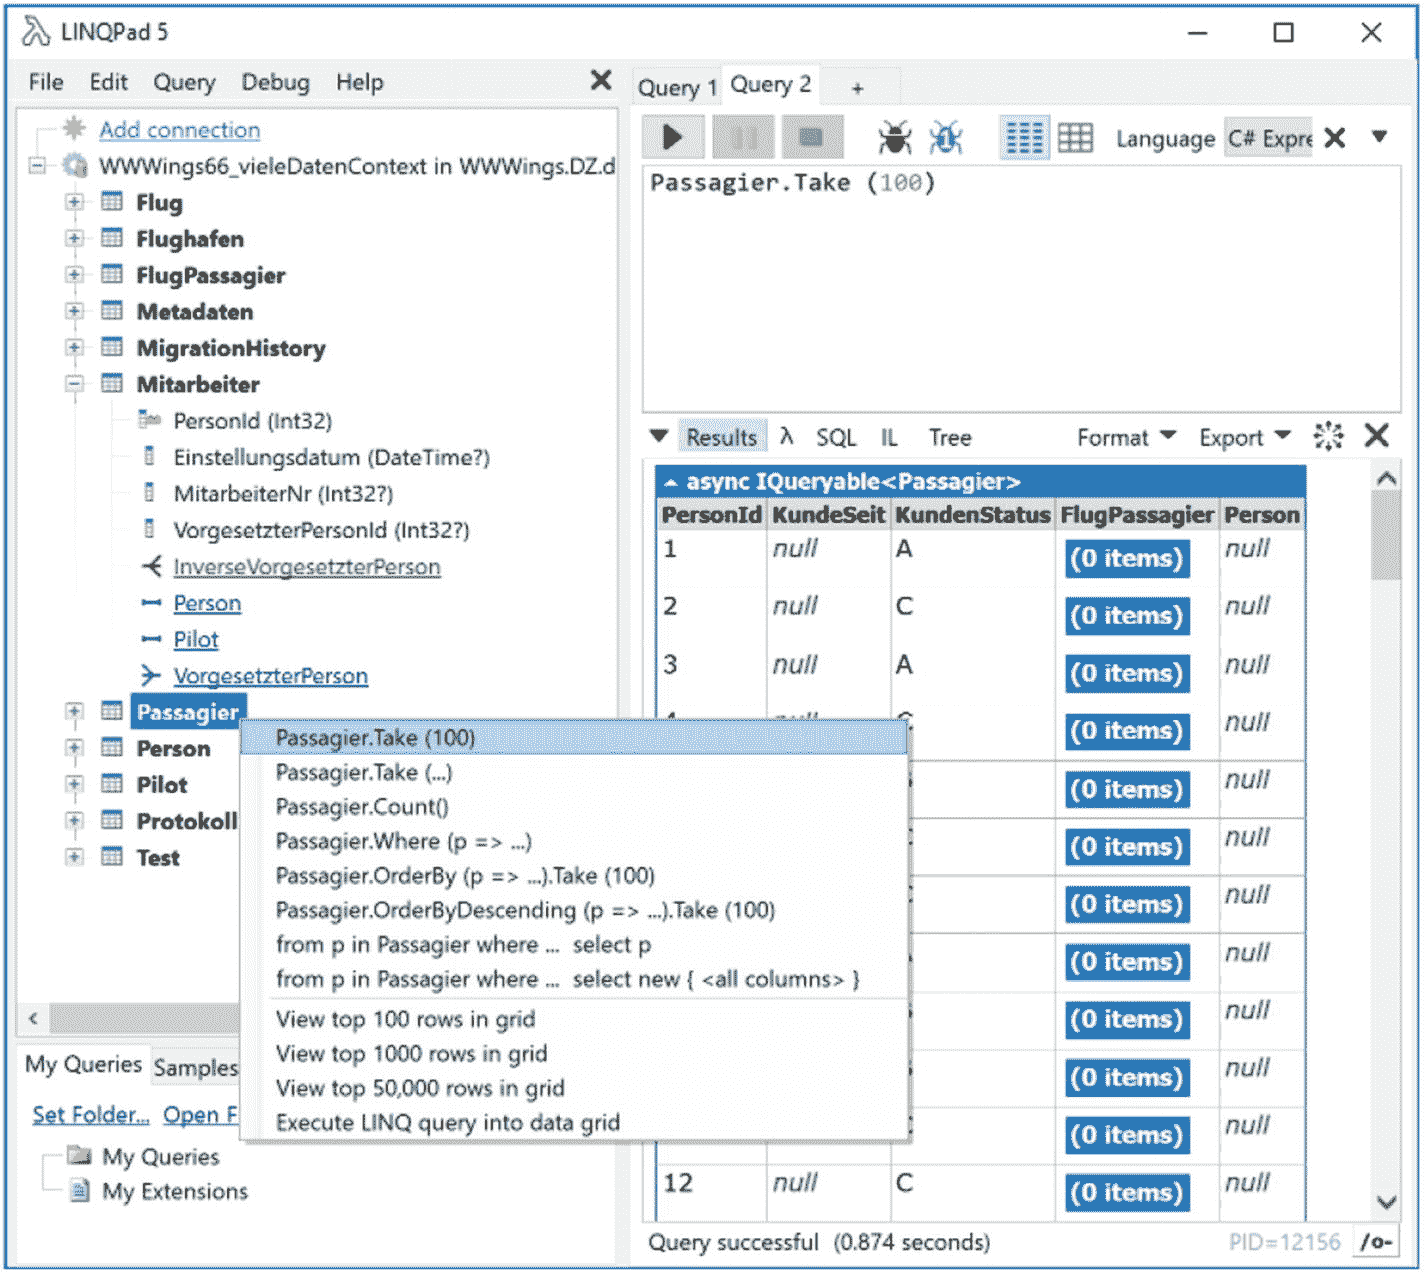 LINQPad 5
File Edit Query Debug Help
Add connection
WWWings66_vieleDatenContext in WWWings.DZ.d
Flug
Flughafen
FlugPassagier
Metadaten
MigrationHistory
Mitarbeiter
PersonId (Int32)
Einstellungsdatum (DateTime?)
MitarbeiterNr (Int32?)
VorgesetzterPersonId (Int32?)
InverseVorgesetzterPerson
Person
Pilot
VorgesetzterPerson
Passagier
Person
Pilot
Protokoll
Test
Passagier.Take (100)
Passagier.Take (...)
Passagier.Count()
Passagier.Where (p => ...)
Passagier.OrderBy (p => ...).Take (100)
Passagier.OrderByDescending (p => ...).Take (100)
from p in Passagier where ... select p
from p in Passagier where ... select new { <all columns> }
View top 100 rows in grid
View top 1000 rows in grid
View top 50,000 rows in grid
Execute LINQ query into data grid
My Queries Samples
Set Folder... Open F
My Queries
My Extensions
Query 1 Query 2 +
Language C# Expre
Passagier.Take (100)
Results λ SQL IL Tree Format Export
async IQueryable<Passagier>
PersonId KundeSeit KundenStatus FlugPassagier Person
1 null A (0 items) null
2 null C (0 items) null
3 null A (0 items) null
(0 items) null
(0 items) null
(0 items) null
(0 items) null
(0 items) null
(0 items) null
(0 items) null
(0 items) null
12 null C (0 items) null
Query successful (0.874 seconds) PID=12156 /o-